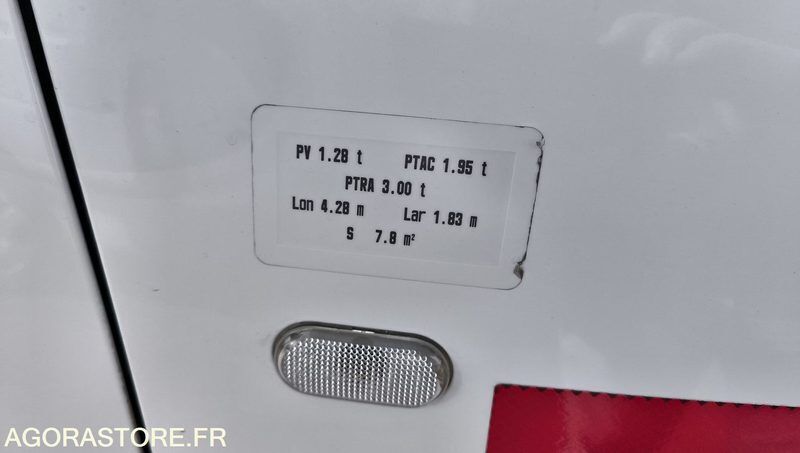 PV 1.28 t PTAC 1.95 t
PTRA 3.00 t
Lon 4.28 m Lar 1.83 m
S 7.8 m²
AGORASTORE.FR